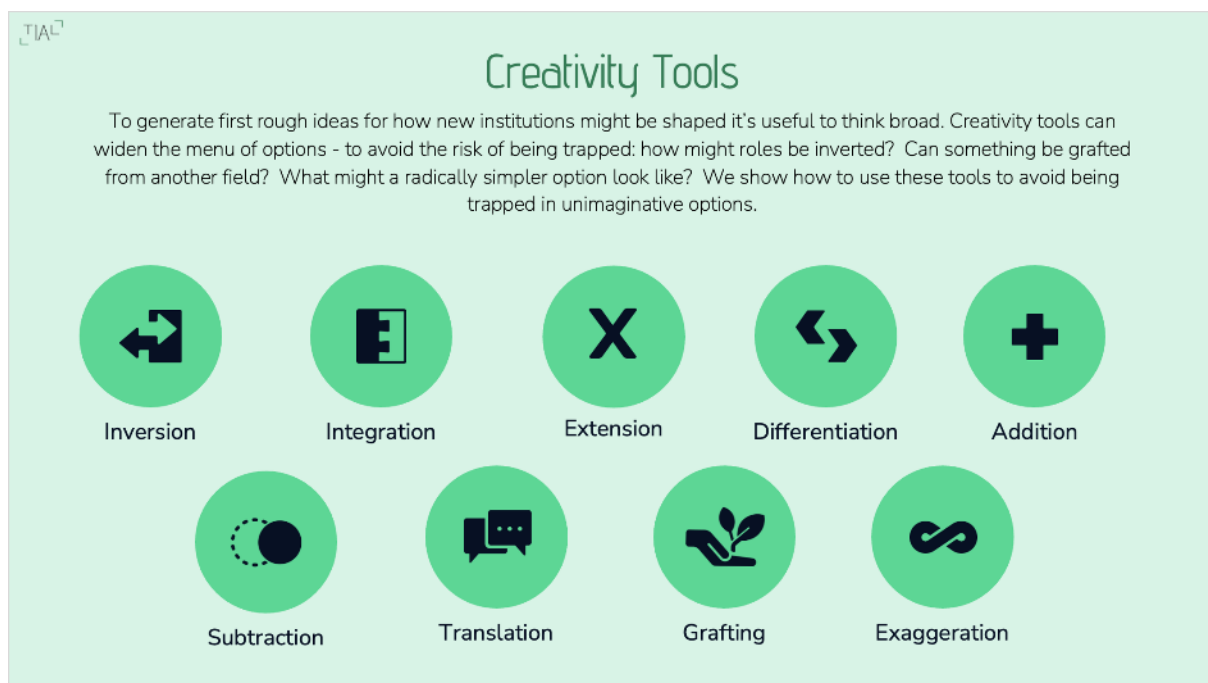 TIAL
Creativity Tools
To generate first rough ideas for how new institutions might be shaped it's useful to think broad. Creativity tools can
widen the menu of options - to avoid the risk of being trapped: how might roles be inverted? Can something be grafted
from another field? What might a radically simpler option look like? We show how to use these tools to avoid being
trapped in unimaginative options.
Inversion
Integration
Extension
Differentiation
Addition
Subtraction
Translation
Grafting
Exaggeration